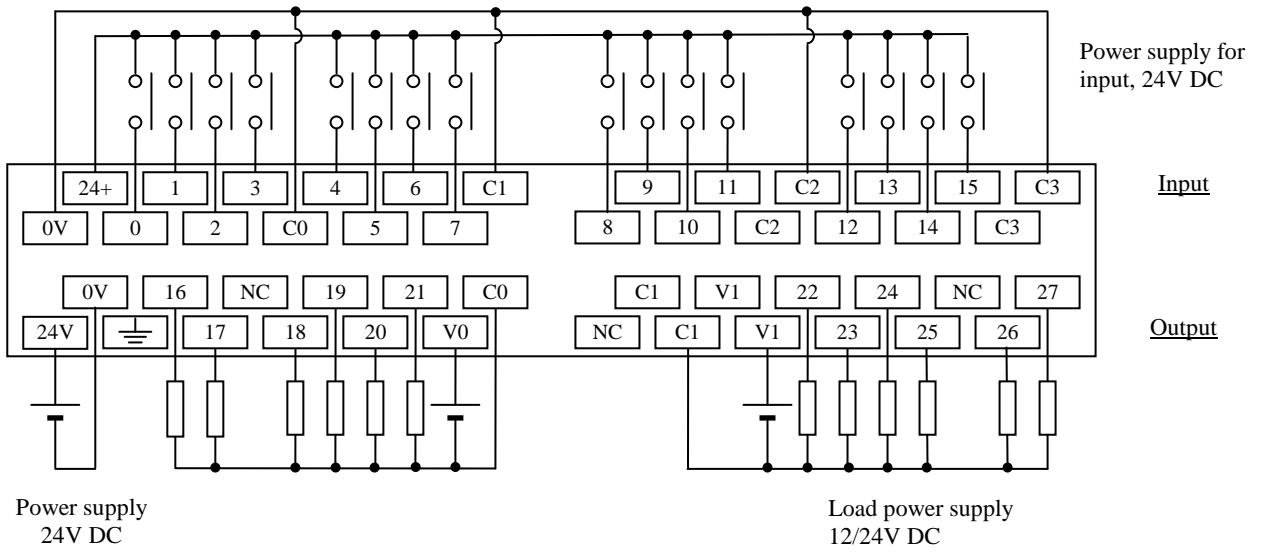 Power supply for
input, 24V DC
24+ 1 3 4 6 C1 9 11 C2 13 15 C3
Input
0V 0 2 C0 5 7 8 10 C2 12 14 C3
0V 16 NC 19 21 C0 C1 V1 22 24 NC 27
24V 17 18 20 V0 NC C1 V1 23 25 26
Output
Power supply
24V DC
Load power supply
12/24V DC